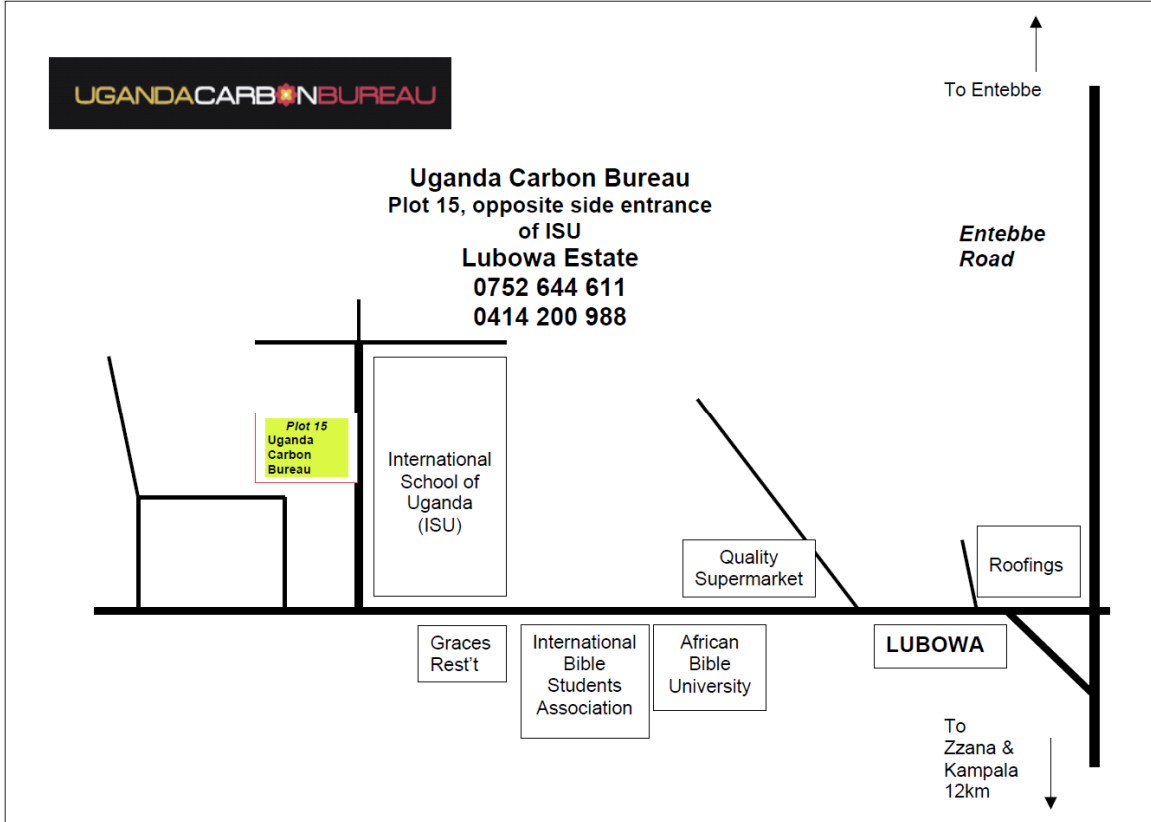 UGANDACARBONBUREAU
To Entebbe
Uganda Carbon Bureau
Plot 15, opposite side entrance
of ISU
Lubowa Estate
0752 644 611
0414 200 988
Entebbe
Road
Plot 15
Uganda
Carbon
Bureau
International
School of
Uganda
(ISU)
Quality
Supermarket
Roofings
Graces
Rest't
International
Bible
Students
Association
African
Bible
University
LUBOWA
To
Zzana &
Kampala
12km